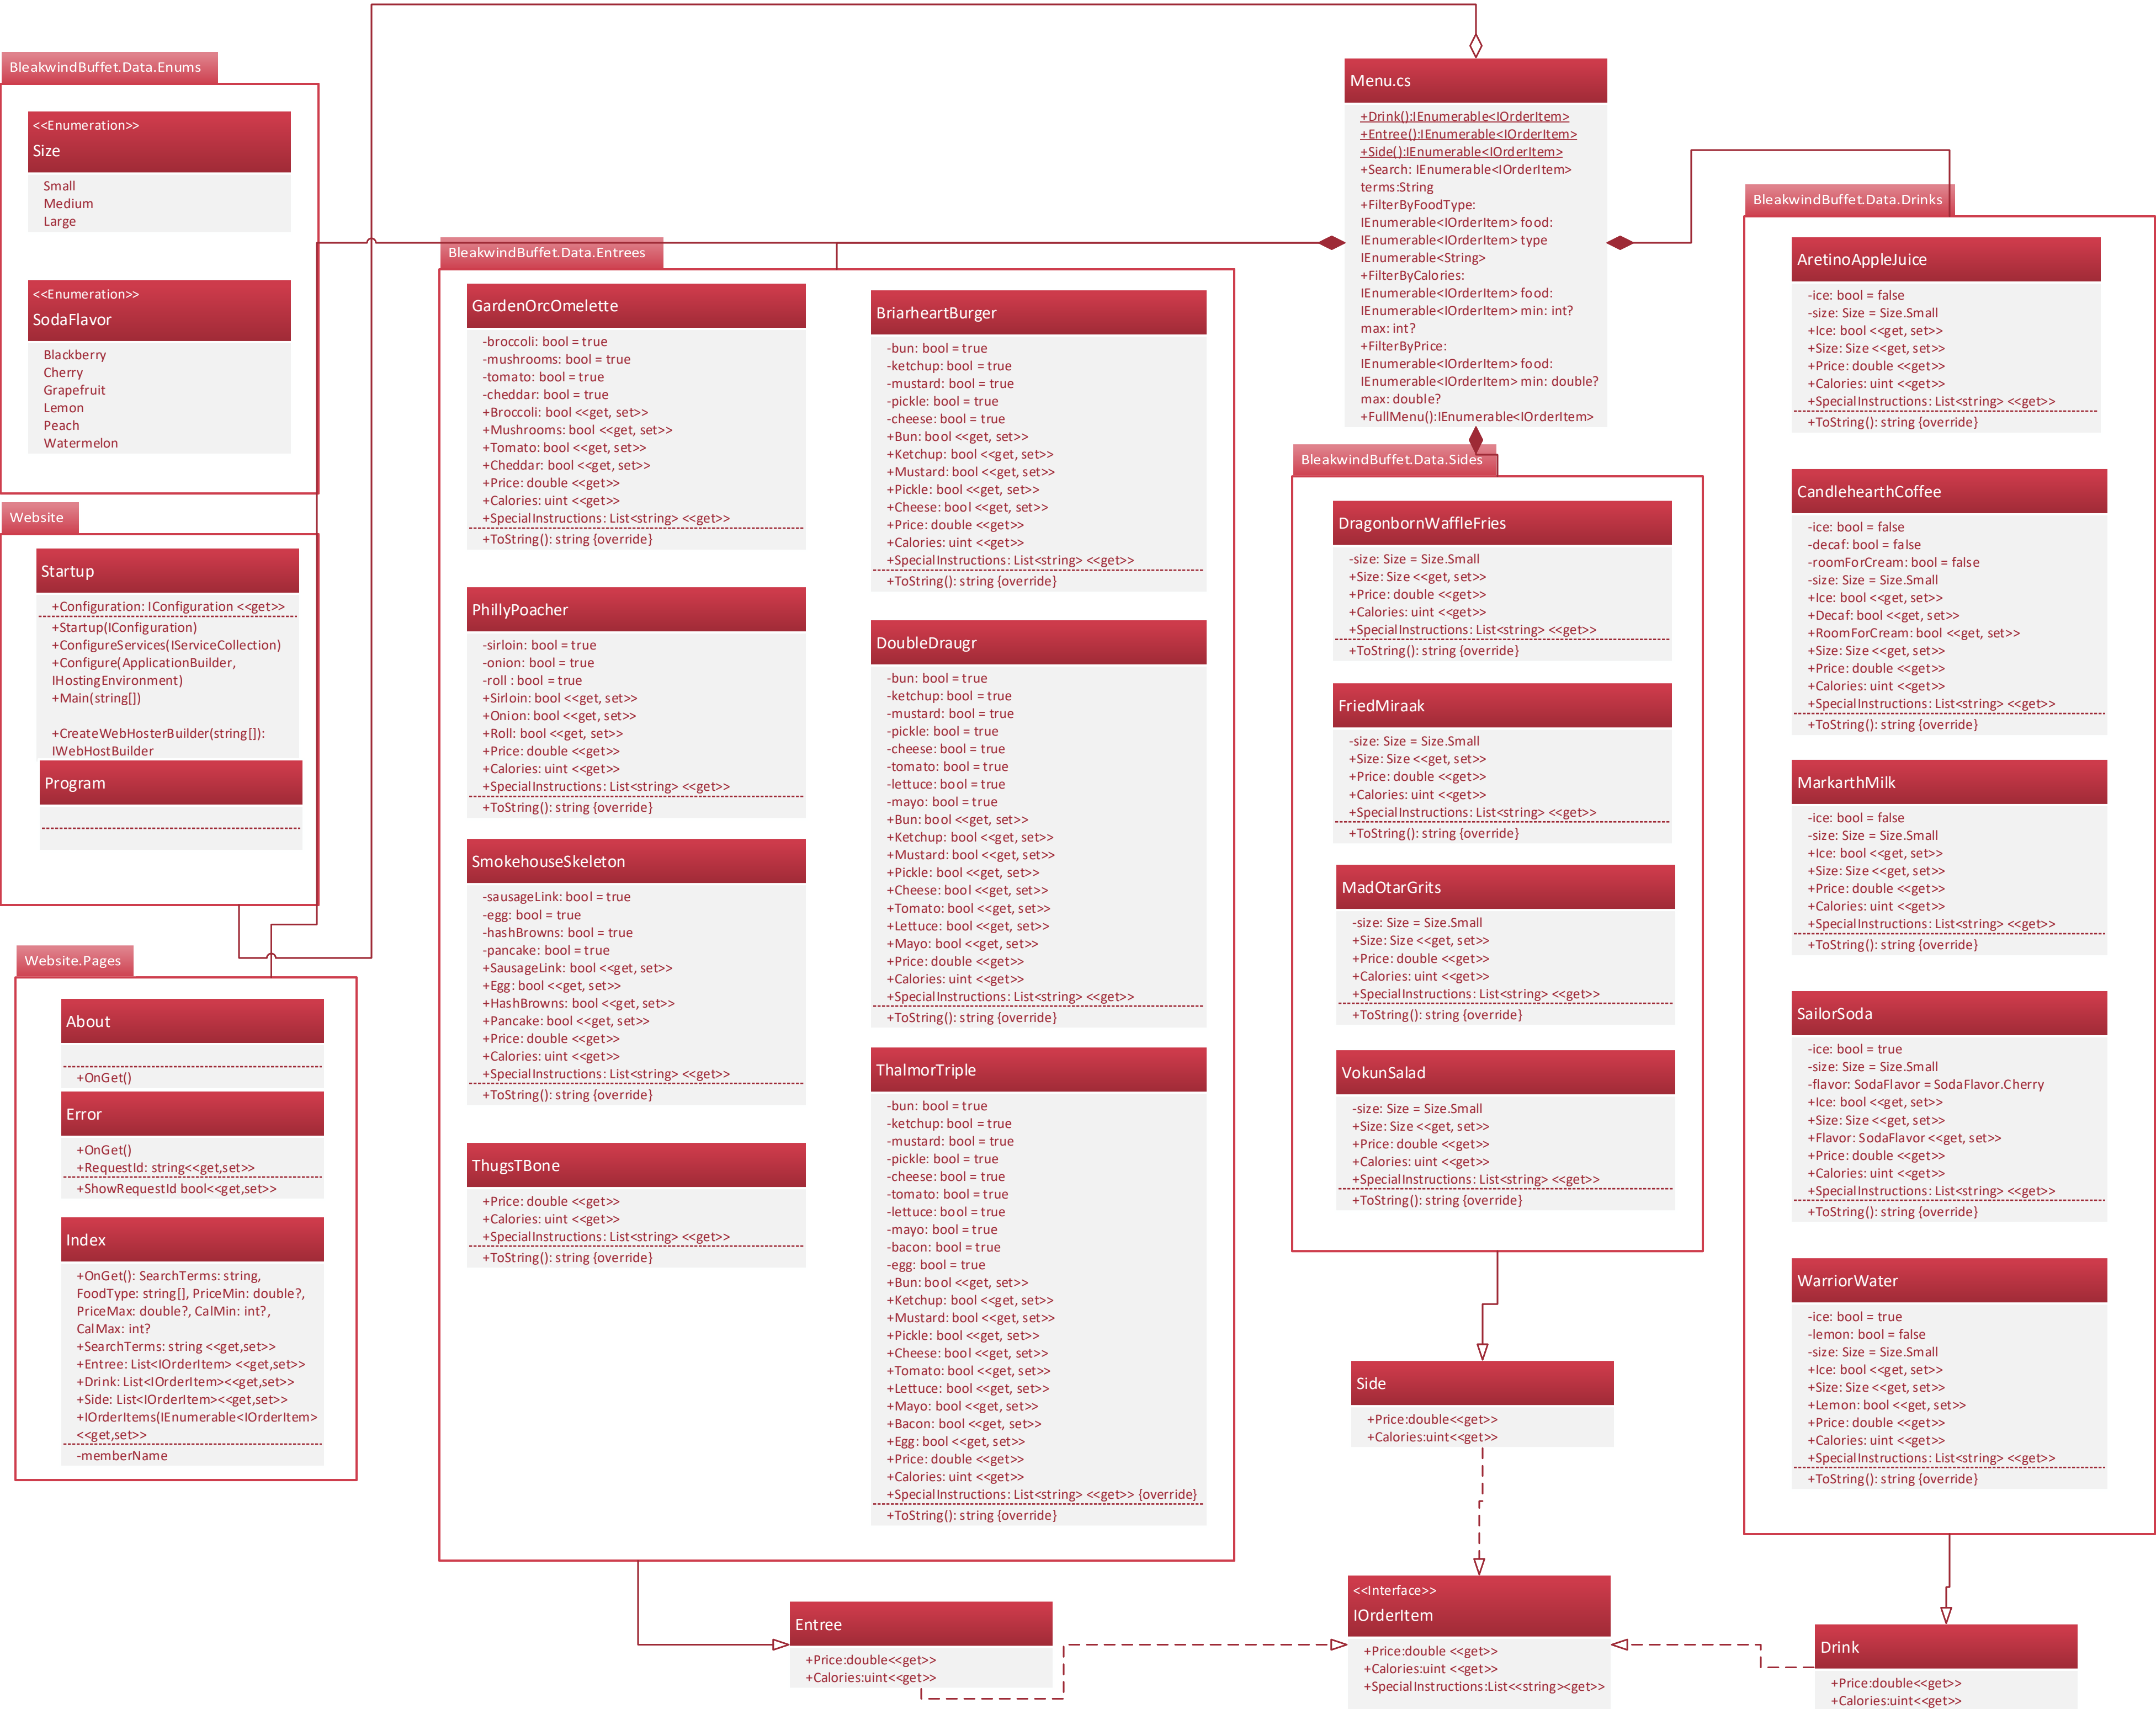 BleakwindBuffet.Data.Enums
<<Enumeration>>
Size
Small
Medium
Large
<<Enumeration>>
SodaFlavor
Blackberry
Cherry
Grapefruit
Lemon
Peach
Watermelon
Website
Startup
+Configuration: IConfiguration <<get>>
+Startup(IConfiguration)
+ConfigureServices(IServiceCollection)
+Configure(ApplicationBuilder,
IHostingEnvironment)
+Main(string[])
+CreateWebHosterBuilder(string[]):
IWebHostBuilder
Program
Website.Pages
About
+OnGet()
Error
+OnGet()
+RequestId: string<<get,set>>
+ShowRequestId bool<<get,set>>
Index
+OnGet(): SearchTerms: string,
FoodType: string[], PriceMin: double?,
PriceMax: double?, CalMin: int?,
CalMax: int?
+SearchTerms: string <<get,set>>
+Entree: List<IOrderItem> <<get,set>>
+Drink: List<IOrderItem><<get,set>>
+Side: List<IOrderItem><<get,set>>
+IOrderItems(IEnumerable<IOrderItem>
<<get,set>>
-memberName
BleakwindBuffet.Data.Entrees
GardenOrcOmelette
-broccoli: bool = true
-mushrooms: bool = true
-tomato: bool = true
-cheddar: bool = true
+Broccoli: bool <<get, set>>
+Mushrooms: bool <<get, set>>
+Tomato: bool <<get, set>>
+Cheddar: bool <<get, set>>
+Price: double <<get>>
+Calories: uint <<get>>
+SpecialInstructions: List<string> <<get>>
+ToString(): string {override}
PhillyPoacher
-sirloin: bool = true
-onion: bool = true
-roll : bool = true
+Sirloin: bool <<get, set>>
+Onion: bool <<get, set>>
+Roll: bool <<get, set>>
+Price: double <<get>>
+Calories: uint <<get>>
+SpecialInstructions: List<string> <<get>>
+ToString(): string {override}
SmokehouseSkeleton
-sausageLink: bool = true
-egg: bool = true
-hashBrowns: bool = true
-pancake: bool = true
+SausageLink: bool <<get, set>>
+Egg: bool <<get, set>>
+HashBrowns: bool <<get, set>>
+Pancake: bool <<get, set>>
+Price: double <<get>>
+Calories: uint <<get>>
+SpecialInstructions: List<string> <<get>>
+ToString(): string {override}
ThugsTBone
+Price: double <<get>>
+Calories: uint <<get>>
+SpecialInstructions: List<string> <<get>>
+ToString(): string {override}
BriarheartBurger
-bun: bool = true
-ketchup: bool = true
-mustard: bool = true
-pickle: bool = true
-cheese: bool = true
+Bun: bool <<get, set>>
+Ketchup: bool <<get, set>>
+Mustard: bool <<get, set>>
+Pickle: bool <<get, set>>
+Cheese: bool <<get, set>>
+Price: double <<get>>
+Calories: uint <<get>>
+SpecialInstructions: List<string> <<get>>
+ToString(): string {override}
DoubleDraugr
-bun: bool = true
-ketchup: bool = true
-mustard: bool = true
-pickle: bool = true
-cheese: bool = true
-tomato: bool = true
-lettuce: bool = true
-mayo: bool = true
+Bun: bool <<get, set>>
+Ketchup: bool <<get, set>>
+Mustard: bool <<get, set>>
+Pickle: bool <<get, set>>
+Cheese: bool <<get, set>>
+Tomato: bool <<get, set>>
+Lettuce: bool <<get, set>>
+Mayo: bool <<get, set>>
+Price: double <<get>>
+Calories: uint <<get>>
+SpecialInstructions: List<string> <<get>>
+ToString(): string {override}
ThalmorTriple
-bun: bool = true
-ketchup: bool = true
-mustard: bool = true
-pickle: bool = true
-cheese: bool = true
-tomato: bool = true
-lettuce: bool = true
-mayo: bool = true
-bacon: bool = true
-egg: bool = true
+Bun: bool <<get, set>>
+Ketchup: bool <<get, set>>
+Mustard: bool <<get, set>>
+Pickle: bool <<get, set>>
+Cheese: bool <<get, set>>
+Tomato: bool <<get, set>>
+Lettuce: bool <<get, set>>
+Mayo: bool <<get, set>>
+Bacon: bool <<get, set>>
+Egg: bool <<get, set>>
+Price: double <<get>>
+Calories: uint <<get>>
+SpecialInstructions: List<string> <<get>> {override}
+ToString(): string {override}
Entree
+Price:double<<get>>
+Calories:uint<<get>>
Menu.cs
+Drink():IEnumerable<IOrderItem>
+Entree():IEnumerable<IOrderItem>
+Side():IEnumerable<IOrderItem>
+Search: IEnumerable<IOrderItem>
terms:String
+FilterByFoodType:
IEnumerable<IOrderItem> food:
IEnumerable<IOrderItem> type
IEnumerable<String>
+FilterByCalories:
IEnumerable<IOrderItem> food:
IEnumerable<IOrderItem> min: int?
max: int?
+FilterByPrice:
IEnumerable<IOrderItem> food:
IEnumerable<IOrderItem> min: double?
max: double?
+FullMenu():IEnumerable<IOrderItem>
BleakwindBuffet.Data.Sides
DragonbornWaffleFries
-size: Size = Size.Small
+Size: Size <<get, set>>
+Price: double <<get>>
+Calories: uint <<get>>
+SpecialInstructions: List<string> <<get>>
+ToString(): string {override}
FriedMiraak
-size: Size = Size.Small
+Size: Size <<get, set>>
+Price: double <<get>>
+Calories: uint <<get>>
+SpecialInstructions: List<string> <<get>>
+ToString(): string {override}
MadOtarGrits
-size: Size = Size.Small
+Size: Size <<get, set>>
+Price: double <<get>>
+Calories: uint <<get>>
+SpecialInstructions: List<string> <<get>>
+ToString(): string {override}
VokunSalad
-size: Size = Size.Small
+Size: Size <<get, set>>
+Price: double <<get>>
+Calories: uint <<get>>
+SpecialInstructions: List<string> <<get>>
+ToString(): string {override}
Side
+Price:double<<get>>
+Calories:uint<<get>>
<<Interface>>
IOrderItem
+Price:double <<get>>
+Calories:uint <<get>>
+SpecialInstructions:List<<string><get>>
BleakwindBuffet.Data.Drinks
AretinoAppleJuice
-ice: bool = false
-size: Size = Size.Small
+Ice: bool <<get, set>>
+Size: Size <<get, set>>
+Price: double <<get>>
+Calories: uint <<get>>
+SpecialInstructions: List<string> <<get>>
+ToString(): string {override}
CandlehearthCoffee
-ice: bool = false
-decaf: bool = false
-roomForCream: bool = false
-size: Size = Size.Small
+Ice: bool <<get, set>>
+Decaf: bool <<get, set>>
+RoomForCream: bool <<get, set>>
+Size: Size <<get, set>>
+Price: double <<get>>
+Calories: uint <<get>>
+SpecialInstructions: List<string> <<get>>
+ToString(): string {override}
MarkarthMilk
-ice: bool = false
-size: Size = Size.Small
+Ice: bool <<get, set>>
+Size: Size <<get, set>>
+Price: double <<get>>
+Calories: uint <<get>>
+SpecialInstructions: List<string> <<get>>
+ToString(): string {override}
SailorSoda
-ice: bool = true
-size: Size = Size.Small
-flavor: SodaFlavor = SodaFlavor.Cherry
+Ice: bool <<get, set>>
+Size: Size <<get, set>>
+Flavor: SodaFlavor <<get, set>>
+Price: double <<get>>
+Calories: uint <<get>>
+SpecialInstructions: List<string> <<get>>
+ToString(): string {override}
WarriorWater
-ice: bool = true
-lemon: bool = false
-size: Size = Size.Small
+Ice: bool <<get, set>>
+Size: Size <<get, set>>
+Lemon: bool <<get, set>>
+Price: double <<get>>
+Calories: uint <<get>>
+SpecialInstructions: List<string> <<get>>
+ToString(): string {override}
Drink
+Price:double<<get>>
+Calories:uint<<get>>